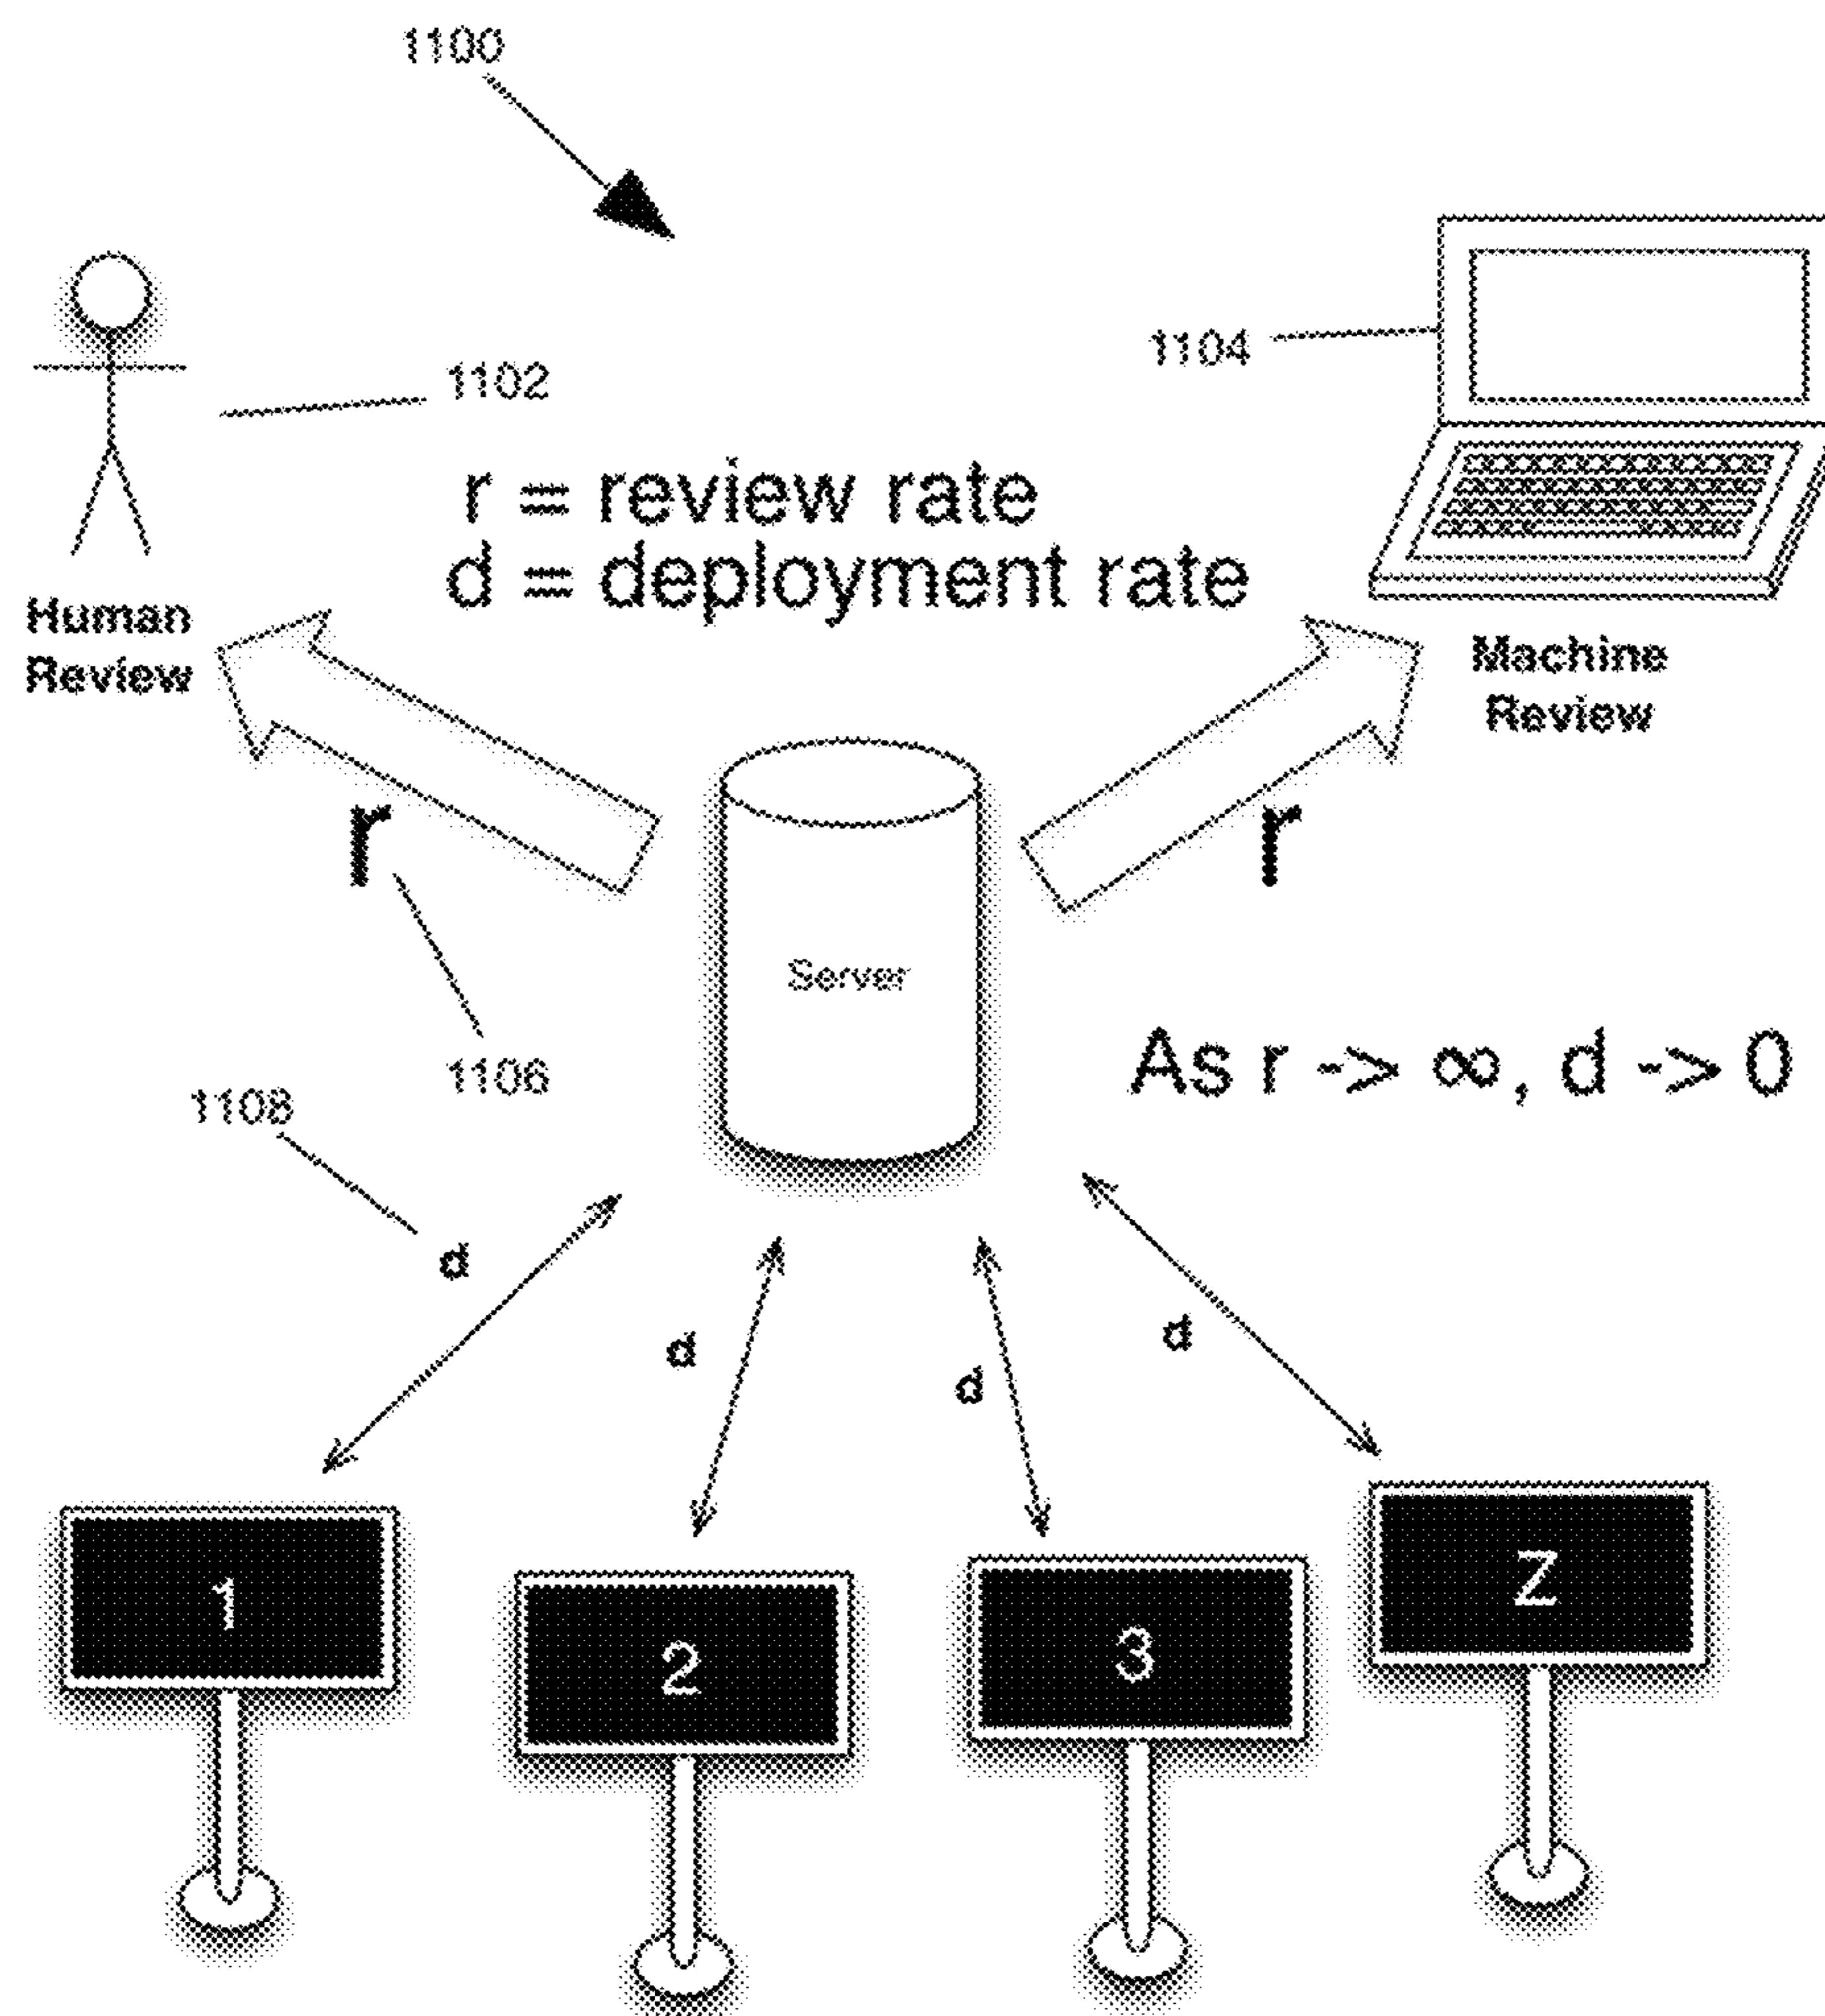 1100
1102
1104
r = review rate
d = deployment rate
Human
Review
Machine
Review
r
r
Server
1106
As r -> ∞, d -> 0
1108
d
d
d
d
1
2
3
Z